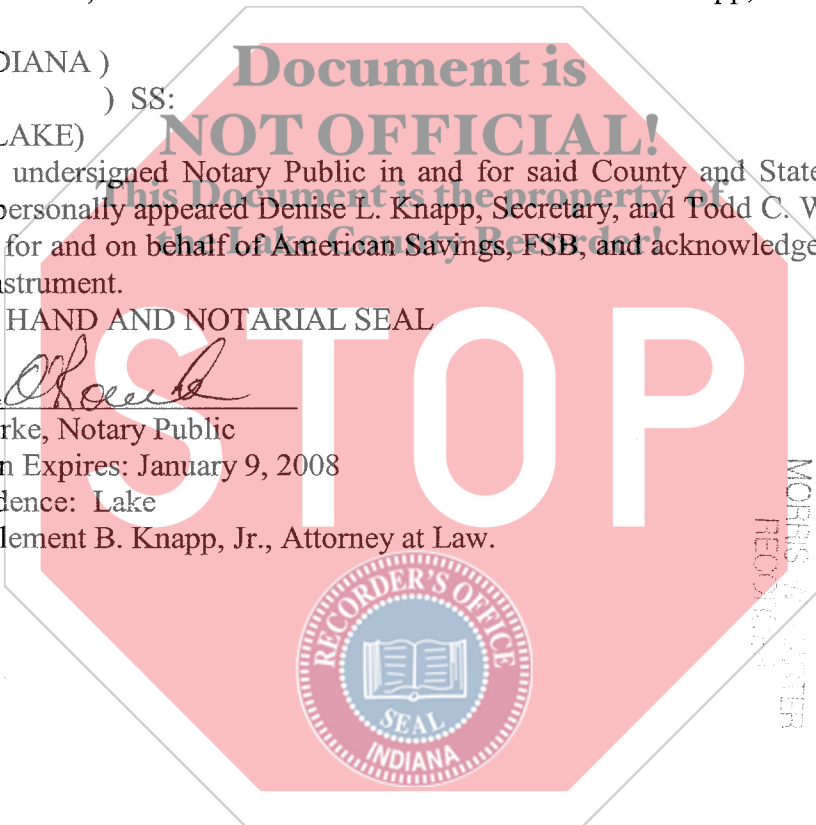 Document is
DIANA )
) SS:
NOT OFFICIAL!
LAKE)
undersigned Notary Public in and for said County and State
This Document is the property of
personally appeared Denise L. Knapp, Secretary, and Todd C. W
the Lake County Recorder!
for and on behalf of American Savings, FSB, and acknowledge
nstrument.
HAND AND NOTARIAL SEAL
STOP
rke, Notary Public
n Expires: January 9, 2008
dence: Lake
lement B. Knapp, Jr., Attorney at Law.
MORRIS
RECORDER'S OFFICE
SEAL
INDIANA